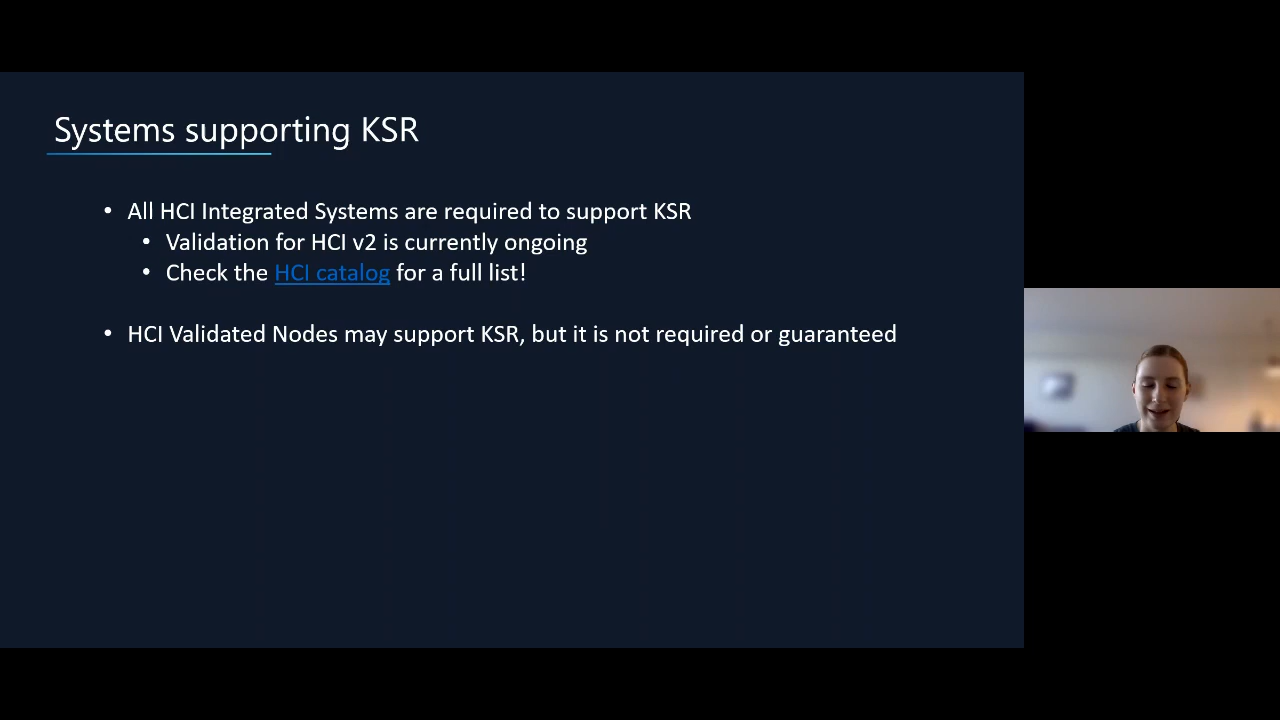 Systems supporting KSR
• All HCI Integrated Systems are required to support KSR
• Validation for HCI v2 is currently ongoing
• Check the HCI catalog for a full list!
• HCI Validated Nodes may support KSR, but it is not required or guaranteed